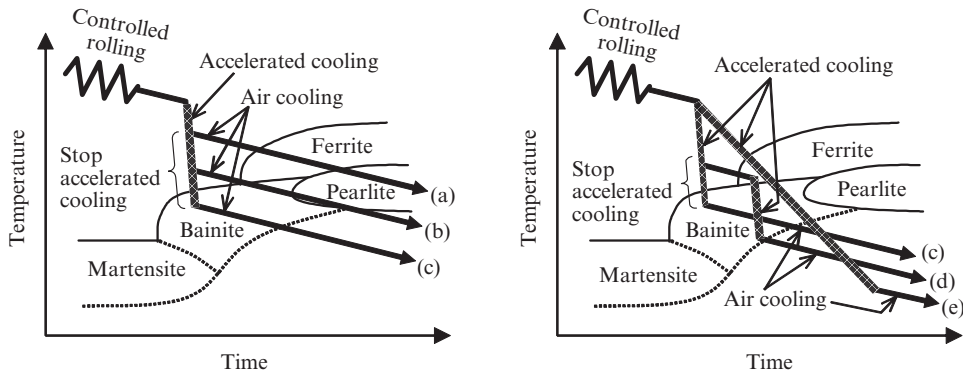 Controlled
rolling
Accelerated cooling
Air cooling
Stop
accelerated
cooling
Ferrite
Pearlite
Bainite
Martensite
(a)
(b)
(c)
Temperature
Time
Controlled
rolling
Accelerated cooling
Stop
accelerated
cooling
Ferrite
Pearlite
Bainite
Martensite
Air cooling
(c)
(d)
(e)
Temperature
Time